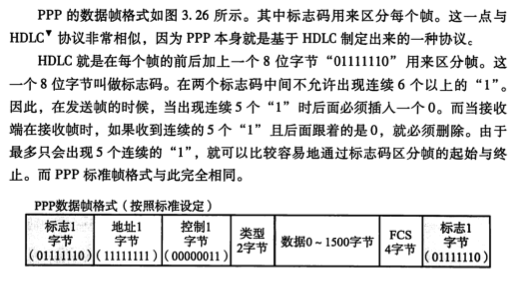 PPP 的数据帧格式如图 3.26 所示。其中标志码用来区分每个帧。这一点与
HDLC▼ 协议非常相似，因为 PPP 本身就是基于 HDLC 制定出来的一种协议。
HDLC 就是在每个帧的前后加上一个 8 位字节“01111110”用来区分帧。这
一个 8 位字节叫做标志码。在两个标志码中间不允许出现连续 6 个以上的“1”。
因此，在发送帧的时候，当出现连续 5 个“1”时后面必须插入一个 0。而当接收
端在接收帧时，如果收到连续的 5 个“1”且后面跟着的是 0，就必须删除。由于
最多只会出现 5 个连续的“1”，就可以比较容易地通过标志码区分帧的起始与终
止。而 PPP 标准帧格式与此完全相同。
PPP数据帧格式（按照标准设定）
标志1 地址1 控制1 类型 数据0～1500字节 FCS 标志1
字节 字节 字节 2字节 4字节 字节
（01111110） （11111111） （00000011） （01111110）